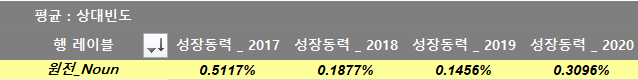 평균 : 상대빈도
행 레이블 성장동력 _ 2017 성장동력 _ 2018 성장동력 _ 2019 성장동력 _ 2020
원전_Noun 0.5117% 0.1877% 0.1456% 0.3096%